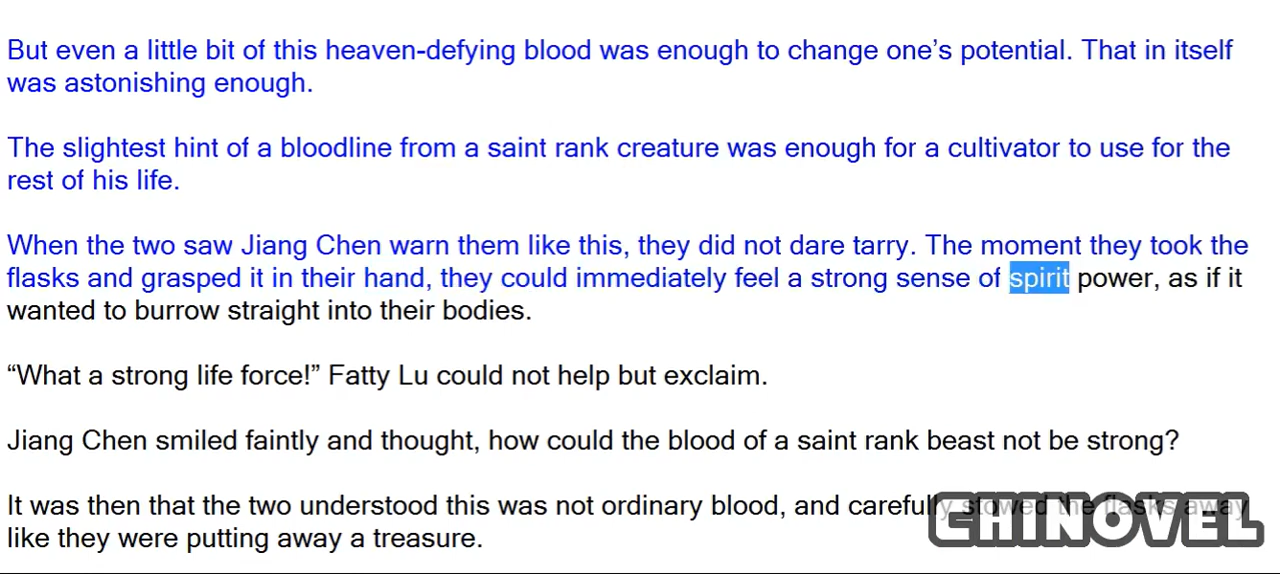 But even a little bit of this heaven-defying blood was enough to change one’s potential. That in itself
was astonishing enough.
The slightest hint of a bloodline from a saint rank creature was enough for a cultivator to use for the
rest of his life.
When the two saw Jiang Chen warn them like this, they did not dare tarry. The moment they took the
flasks and grasped it in their hand, they could immediately feel a strong sense of spirit power, as if it
wanted to burrow straight into their bodies.
“What a strong life force!” Fatty Lu could not help but exclaim.
Jiang Chen smiled faintly and thought, how could the blood of a saint rank beast not be strong?
It was then that the two understood this was not ordinary blood, and carefully stowed the flasks away
like they were putting away a treasure.
CHINOVEL